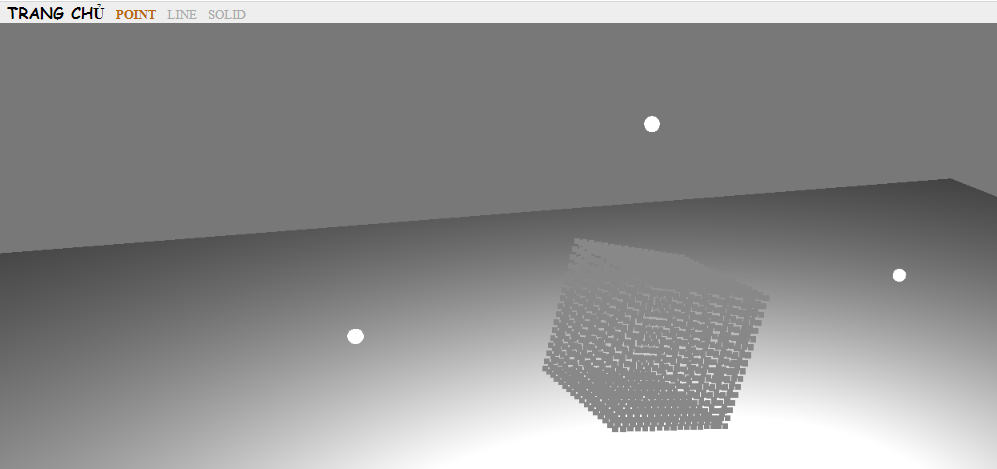 TRANG CHỦ POINT LINE SOLID